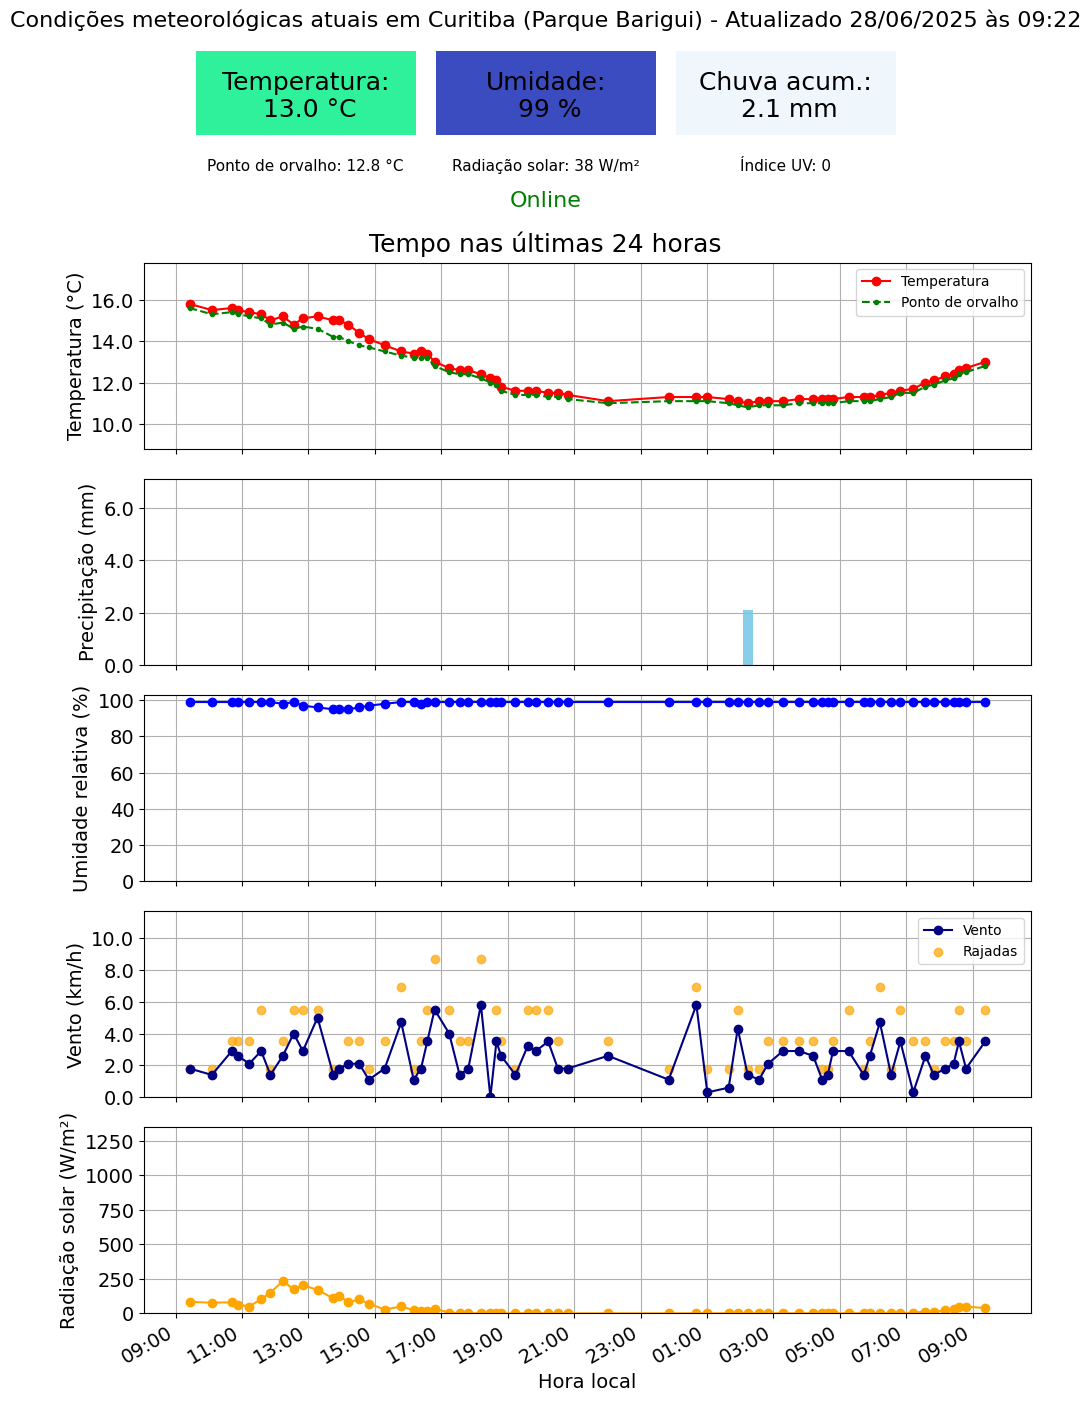 Condições meteorológicas atuais em Curitiba (Parque Barigui) - Atualizado 28/06/2025 às 09:22
Temperatura:
13.0 °C
Umidade:
99 %
Chuva acum.:
2.1 mm
Ponto de orvalho: 12.8 °C
Radiação solar: 38 W/m²
Índice UV: 0
Online
Tempo nas últimas 24 horas
Temperatura (°C)
16.0
14.0
12.0
10.0
Temperatura
Ponto de orvalho
Precipitação (mm)
6.0
4.0
2.0
0.0
Umidade relativa (%)
100
80
60
40
20
0
Vento (km/h)
10.0
8.0
6.0
4.0
2.0
0.0
Vento
Rajadas
Radiação solar (W/m²)
1250
1000
750
500
250
0
09:00
11:00
13:00
15:00
17:00
19:00
21:00
23:00
01:00
03:00
05:00
07:00
09:00
Hora local